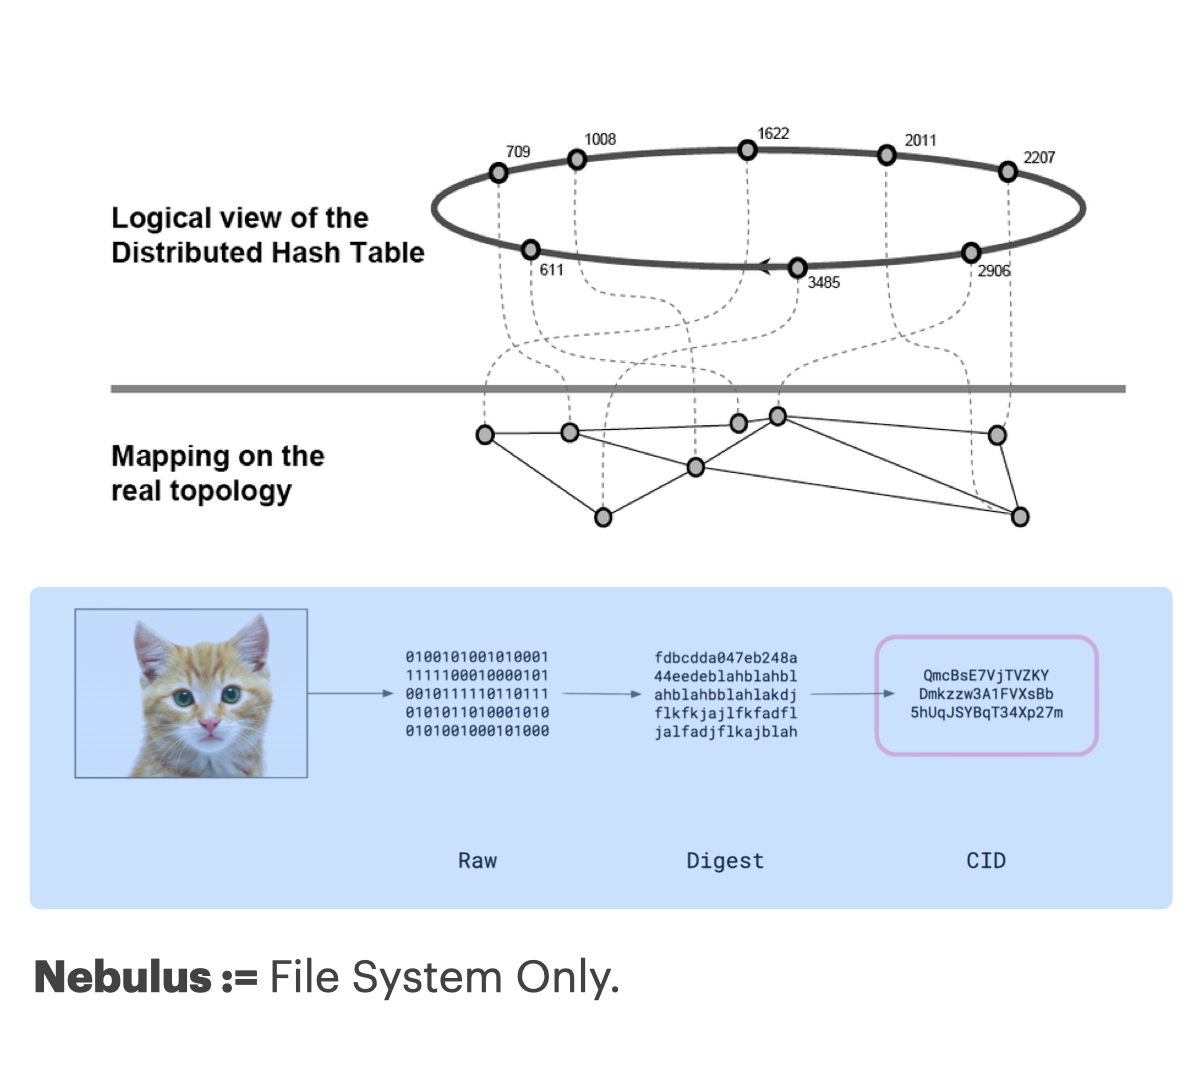 709
1008
1622
2011
2207
Logical view of the
Distributed Hash Table
611
3485
2906
Mapping on the
real topology
0100101001010001
1111100010000101
0010111110110111
0101011010001010
0101001000101000
fdbcdda047eb248a
44eedeblahblahbl
ahblahbblahlakdj
flkfkjajlfkfadfl
jalfadjflkajblah
QmcBsE7VjTVZKY
Dmkzzw3A1FVXsBb
5hUqJSYBqT34Xp27m
Raw
Digest
CID
Nebulus := File System Only.